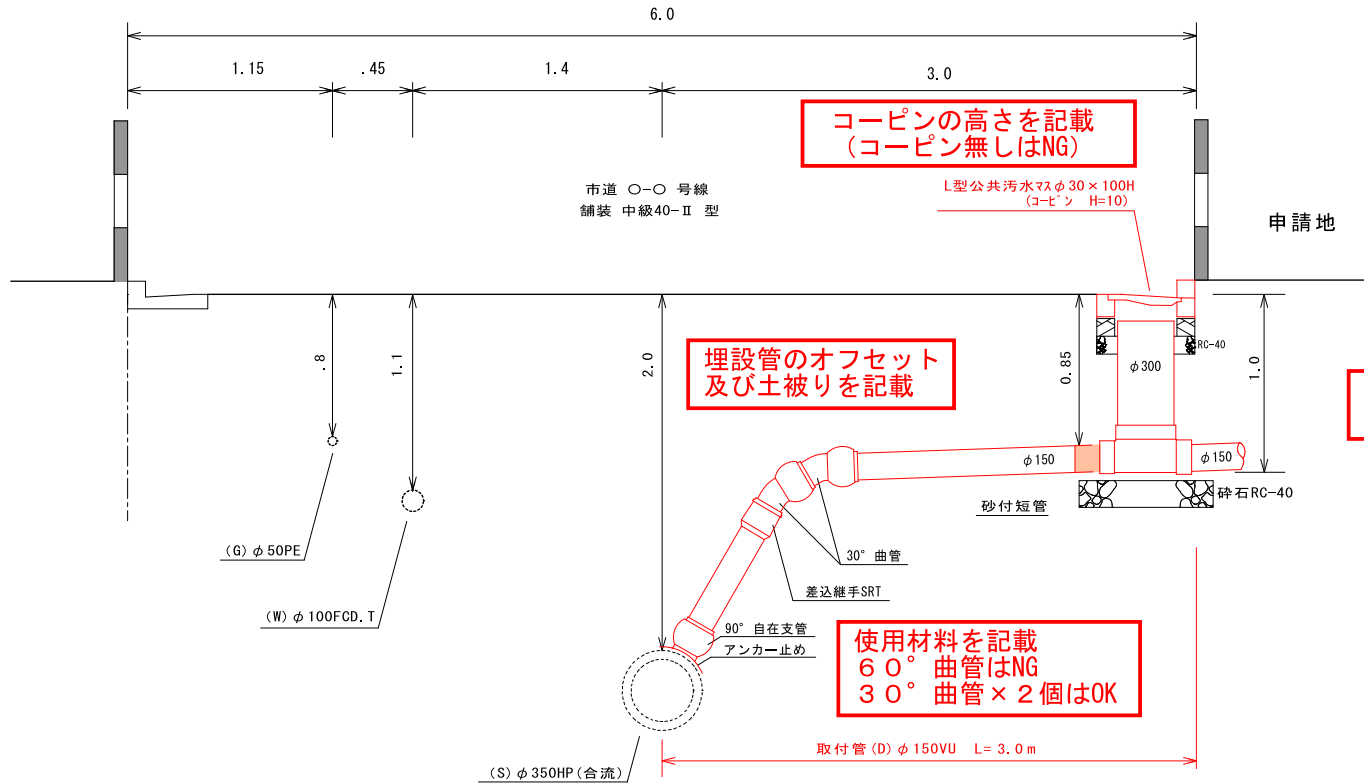 6.0
1.15
.45
1.4
3.0
コーピンの高さを記載
(コーピン無しはNG)
市道 ○-○ 号線
舗装 中級40-Ⅱ 型
L型公共汚水マスφ30×100H
(コーピン H=10)
申請地
.8
1.1
2.0
0.85
1.0
埋設管のオフセット
及び土被りを記載
RC-40
φ300
φ150
φ150
砕石RC-40
砂付短管
(G)φ50PE
30°曲管
差込継手SRT
(W)φ100FCD.T
90°自在支管
アンカー止め
使用材料を記載
60°曲管はNG
30°曲管×2個はOK
取付管(D)φ150VU L=3.0m
(S)φ350HP(合流)